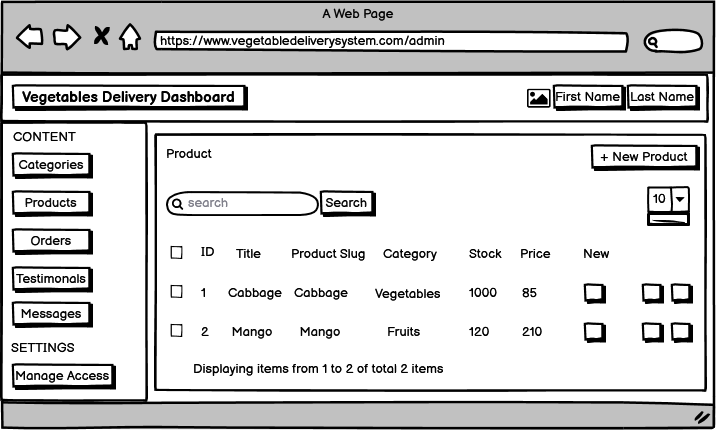 A Web Page
https://www.vegetabledeliverysystem.com/admin
Vegetables Delivery Dashboard
First Name
Last Name
CONTENT
Categories
Products
Orders
Testimonals
Messages
SETTINGS
Manage Access
Product
+ New Product
search
Search
10
ID Title Product Slug Category Stock Price New
1 Cabbage Cabbage Vegetables 1000 85
2 Mango Mango Fruits 120 210
Displaying items from 1 to 2 of total 2 items